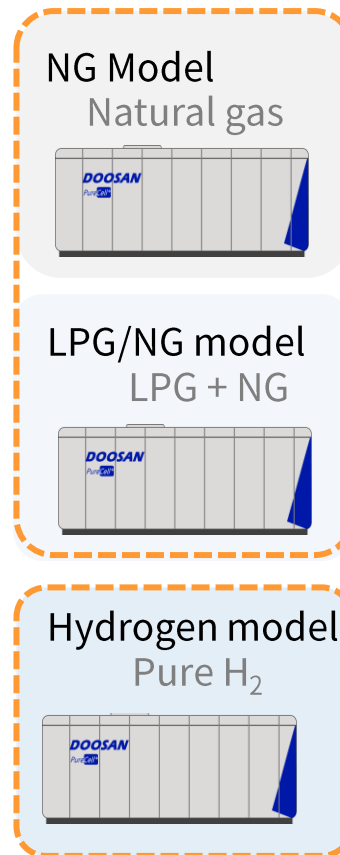 NG Model
Natural gas
DOOSAN
PureCell®
LPG/NG model
LPG + NG
DOOSAN
PureCell®
Hydrogen model
Pure H₂
DOOSAN
PureCell®